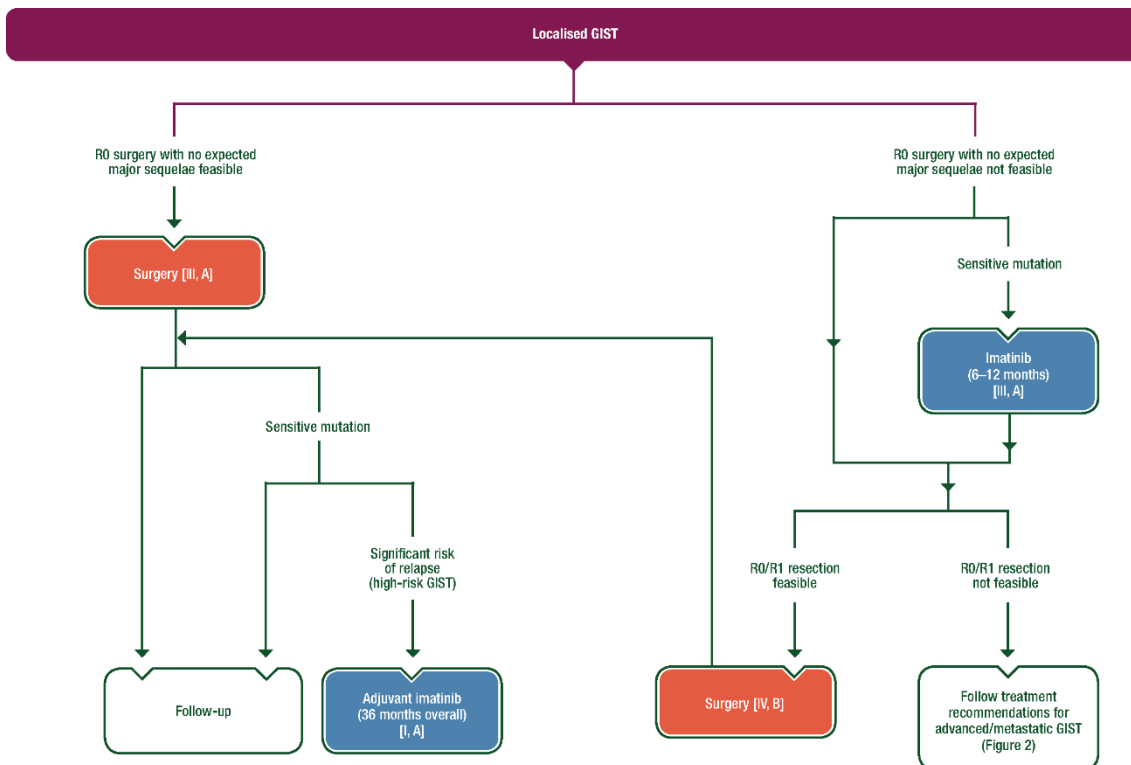 Localised GIST
R0 surgery with no expected
major sequelae feasible
R0 surgery with no expected
major sequelae not feasible
Surgery [III, A]
Sensitive mutation
Imatinib
(6–12 months)
[III, A]
Sensitive mutation
Significant risk
of relapse
(high-risk GIST)
R0/R1 resection
feasible
R0/R1 resection
not feasible
Follow-up
Adjuvant imatinib
(36 months overall)
[I, A]
Surgery [IV, B]
Follow treatment
recommendations for
advanced/metastatic GIST
(Figure 2)